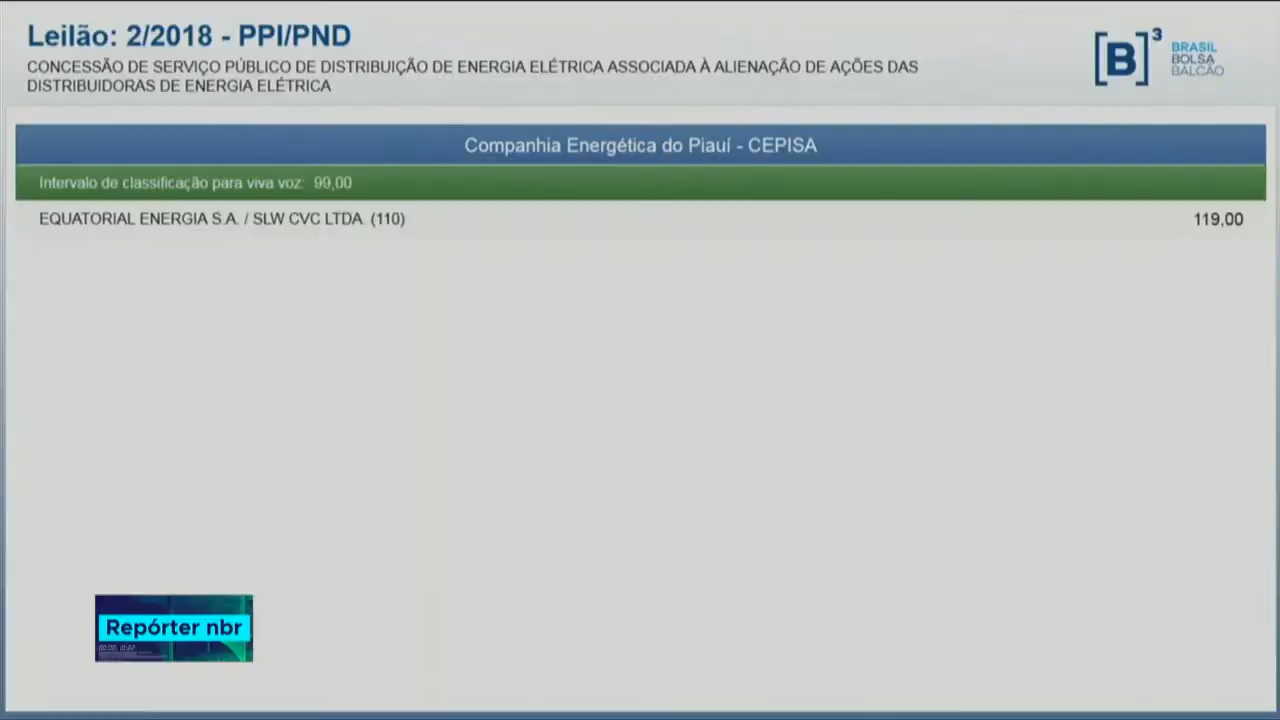 Leilão: 2/2018 - PPI/PND
CONCESSÃO DE SERVIÇO PÚBLICO DE DISTRIBUIÇÃO DE ENERGIA ELÉTRICA ASSOCIADA À ALIENAÇÃO DE AÇÕES DAS
DISTRIBUIDORAS DE ENERGIA ELÉTRICA
[B]³
BRASIL
BOLSA
BALCÃO
Companhia Energética do Piauí - CEPISA
Intervalo de classificação para viva voz: 99,00
EQUATORIAL ENERGIA S.A. / SLW CVC LTDA. (110) 119,00
Repórter nbr